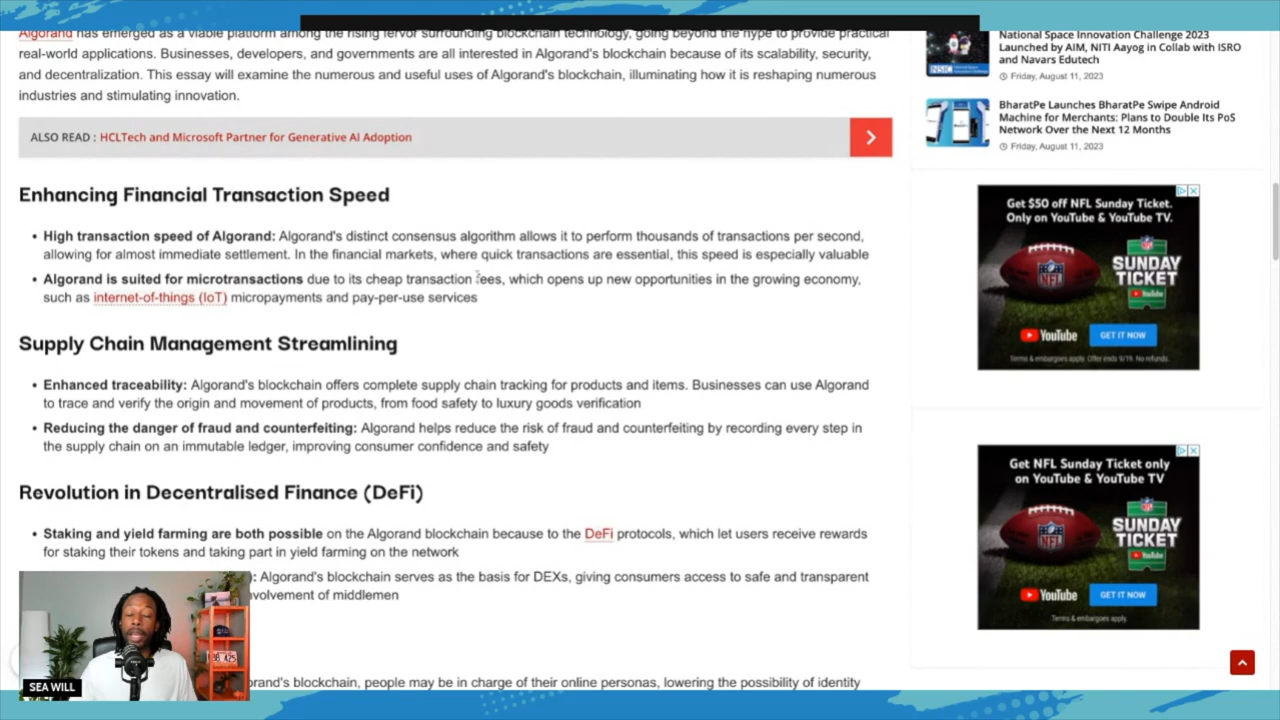 Algorand has emerged as a viable platform among the rising fervor surrounding blockchain technology, going beyond the hype to provide practical
real-world applications. Businesses, developers, and governments are all interested in Algorand's blockchain because of its scalability, security,
and decentralization. This essay will examine the numerous and useful uses of Algorand's blockchain, illuminating how it is reshaping numerous
industries and stimulating innovation.
ALSO READ : HCLTech and Microsoft Partner for Generative AI Adoption
Enhancing Financial Transaction Speed
• High transaction speed of Algorand: Algorand's distinct consensus algorithm allows it to perform thousands of transactions per second,
allowing for almost immediate settlement. In the financial markets, where quick transactions are essential, this speed is especially valuable
• Algorand is suited for microtransactions due to its cheap transaction fees, which opens up new opportunities in the growing economy,
such as internet-of-things (IoT) micropayments and pay-per-use services
Supply Chain Management Streamlining
• Enhanced traceability: Algorand's blockchain offers complete supply chain tracking for products and items. Businesses can use Algorand
to trace and verify the origin and movement of products, from food safety to luxury goods verification
• Reducing the danger of fraud and counterfeiting: Algorand helps reduce the risk of fraud and counterfeiting by recording every step in
the supply chain on an immutable ledger, improving consumer confidence and safety
Revolution in Decentralised Finance (DeFi)
• Staking and yield farming are both possible on the Algorand blockchain because to the DeFi protocols, which let users receive rewards
for staking their tokens and taking part in yield farming on the network
: Algorand's blockchain serves as the basis for DEXs, giving consumers access to safe and transparent
nvolvement of middlemen
rand's blockchain, people may be in charge of their online personas, lowering the possibility of identity
SEA WILL
National Space Innovation Challenge 2023
Launched by AIM, NITI Aayog in Collab with ISRO
and Navars Edutech
Friday, August 11, 2023
BharatPe Launches BharatPe Swipe Android
Machine for Merchants: Plans to Double Its PoS
Network Over the Next 12 Months
Friday, August 11, 2023
Get $50 off NFL Sunday Ticket.
Only on YouTube & YouTube TV.
NFL
SUNDAY
TICKET
YouTube
YouTube GET IT NOW
Terms & embargoes apply. Offer ends 9/19. No refunds.
Get NFL Sunday Ticket only
on YouTube & YouTube TV
NFL
SUNDAY
TICKET
YouTube
YouTube GET IT NOW
Terms & embargoes apply.